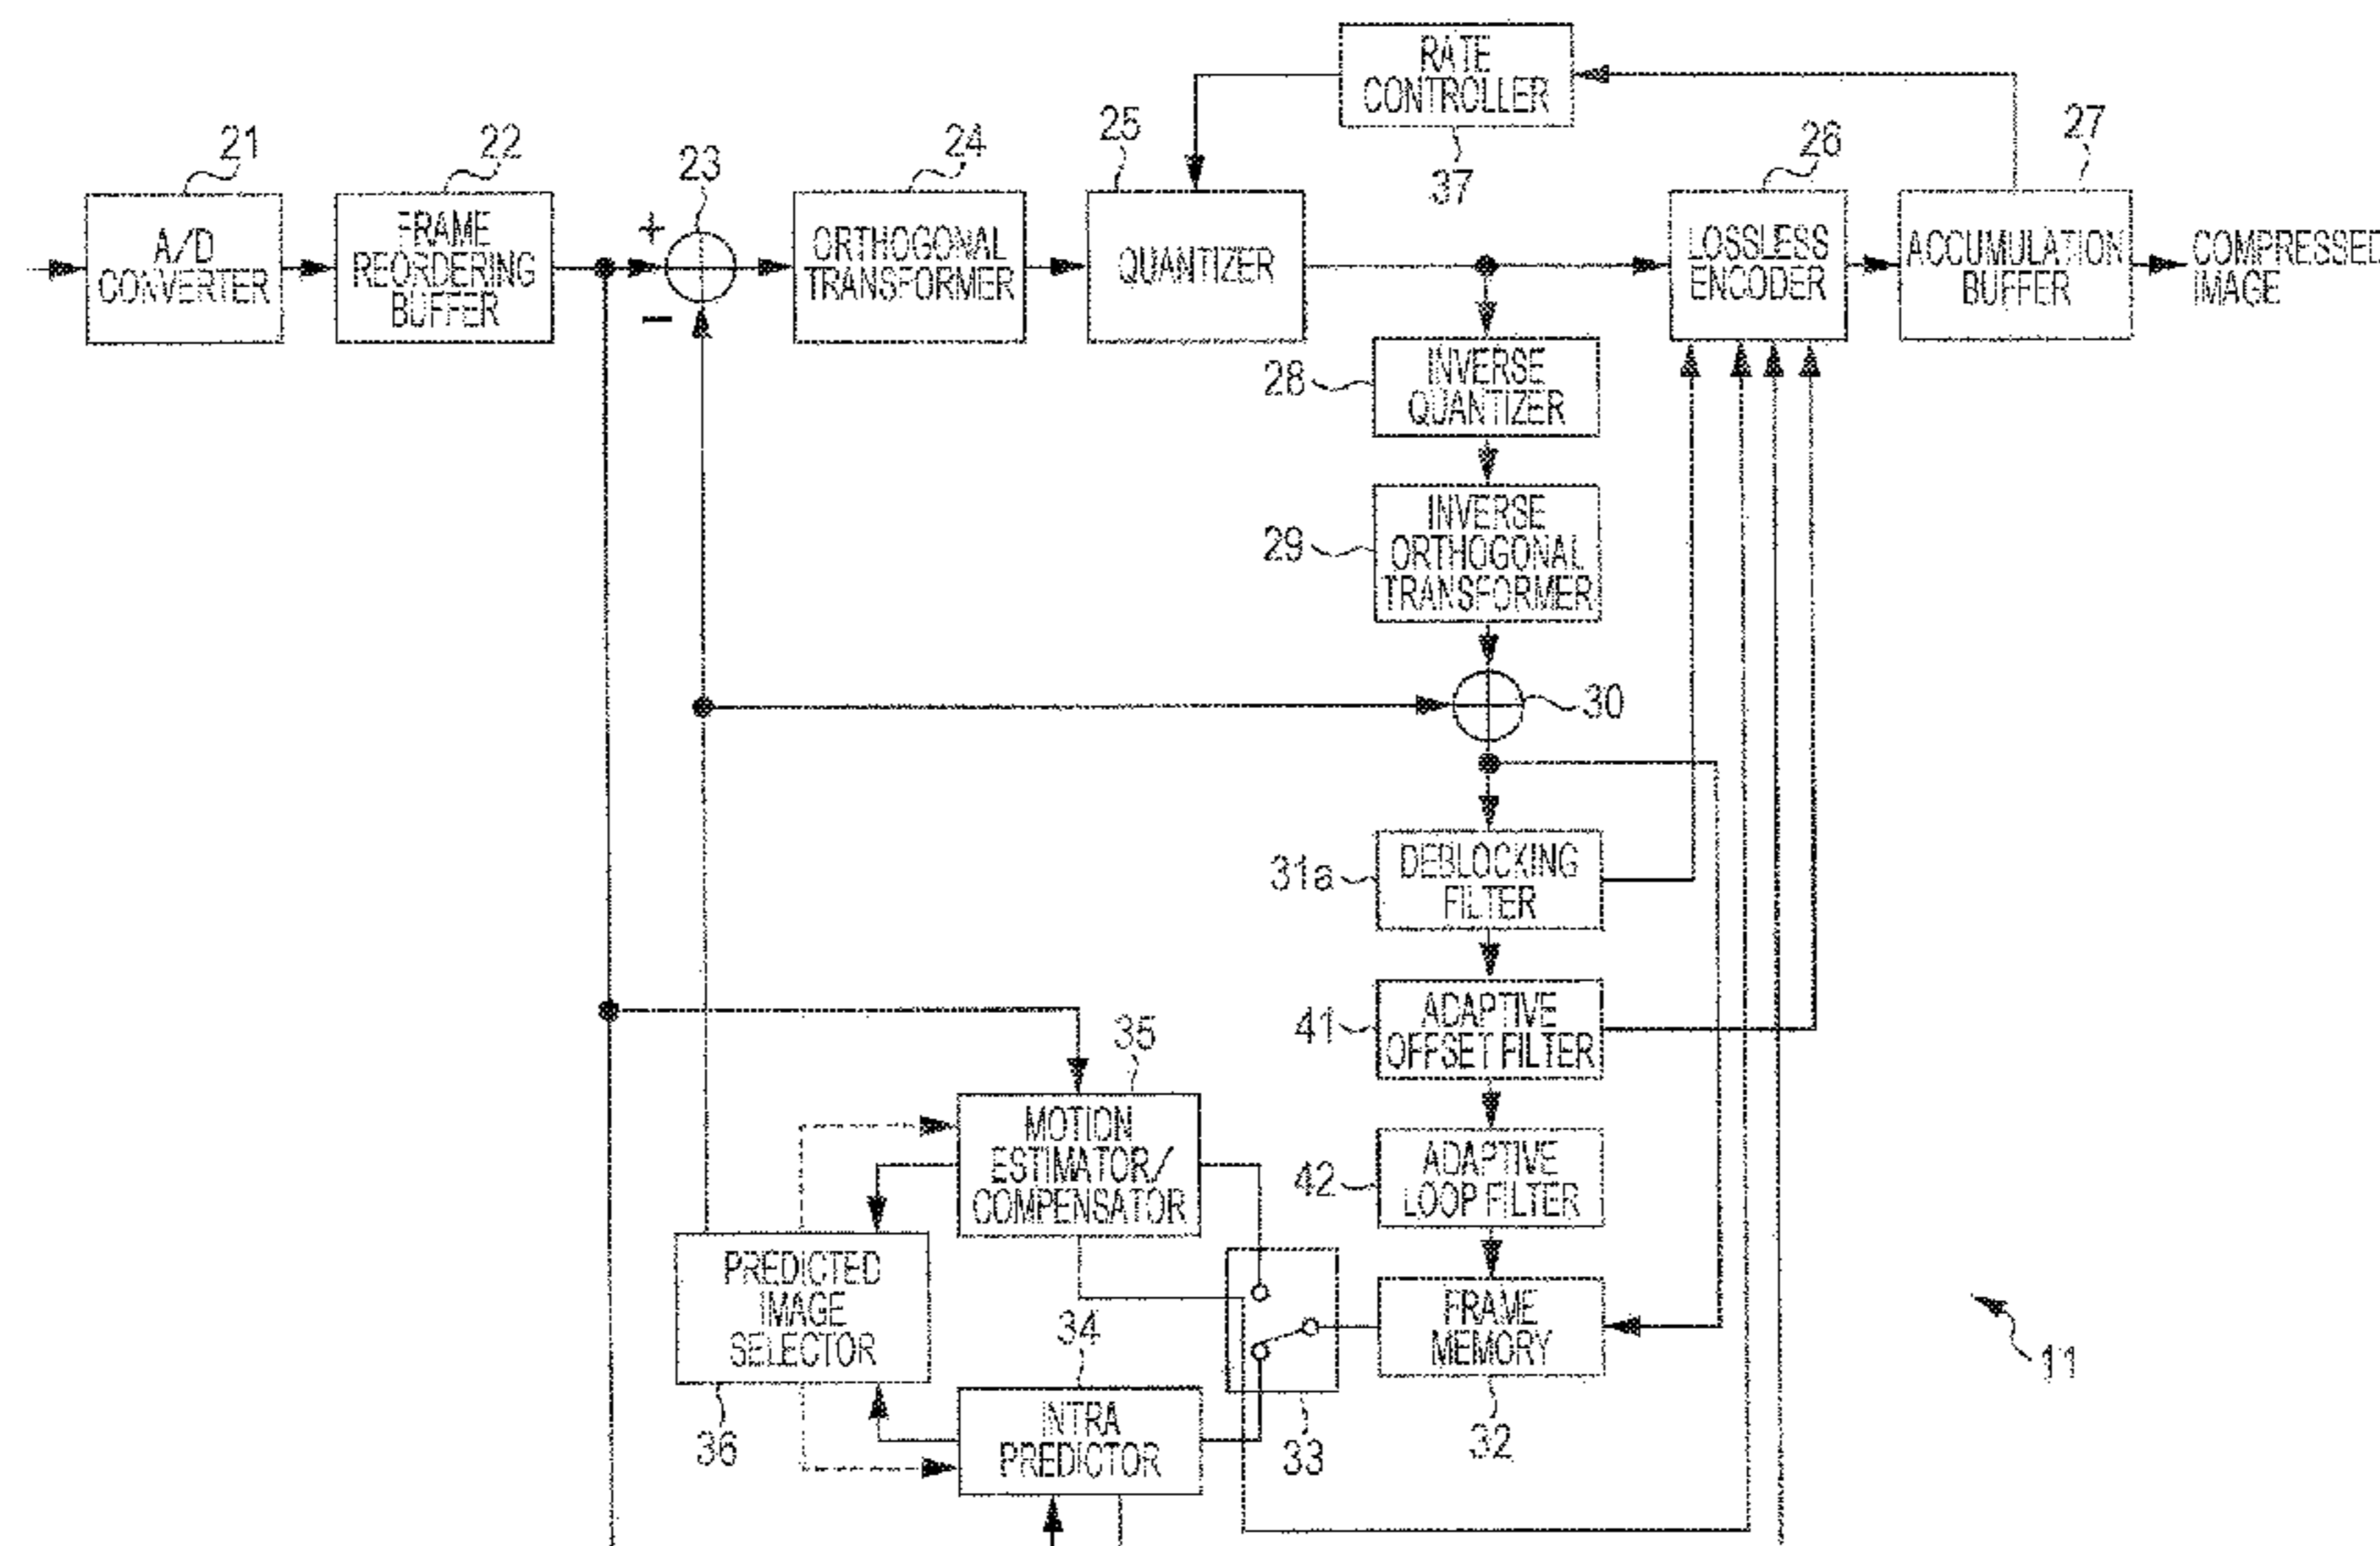 RATE
CONTROLLER
37
21
22
23
24
25
26
27
A/D
CONVERTER
FRAME
REORDERING
BUFFER
+
−
ORTHOGONAL
TRANSFORMER
QUANTIZER
LOSSLESS
ENCODER
ACCUMULATION
BUFFER
COMPRESSED
IMAGE
28
INVERSE
QUANTIZER
29
INVERSE
ORTHOGONAL
TRANSFORMER
30
31a
DEBLOCKING
FILTER
41
ADAPTIVE
OFFSET FILTER
35
MOTION
ESTIMATOR/
COMPENSATOR
42
ADAPTIVE
LOOP FILTER
PREDICTED
IMAGE
SELECTOR
36
34
INTRA
PREDICTOR
33
FRAME
MEMORY
32
11